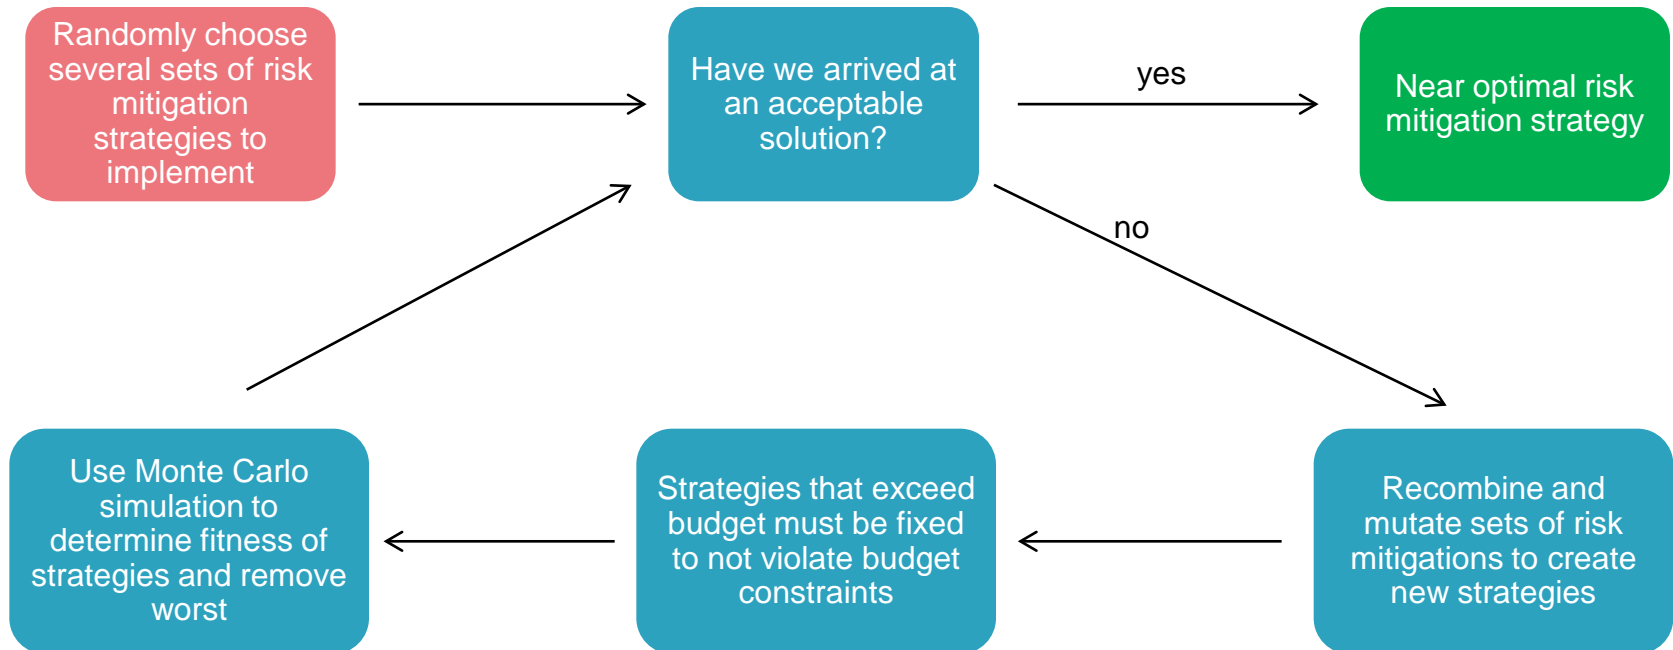 Randomly choose
several sets of risk
mitigation
strategies to
implement
Have we arrived at
an acceptable
solution?
yes
Near optimal risk
mitigation strategy
no
Recombine and
mutate sets of risk
mitigations to create
new strategies
Strategies that exceed
budget must be fixed
to not violate budget
constraints
Use Monte Carlo
simulation to
determine fitness of
strategies and remove
worst